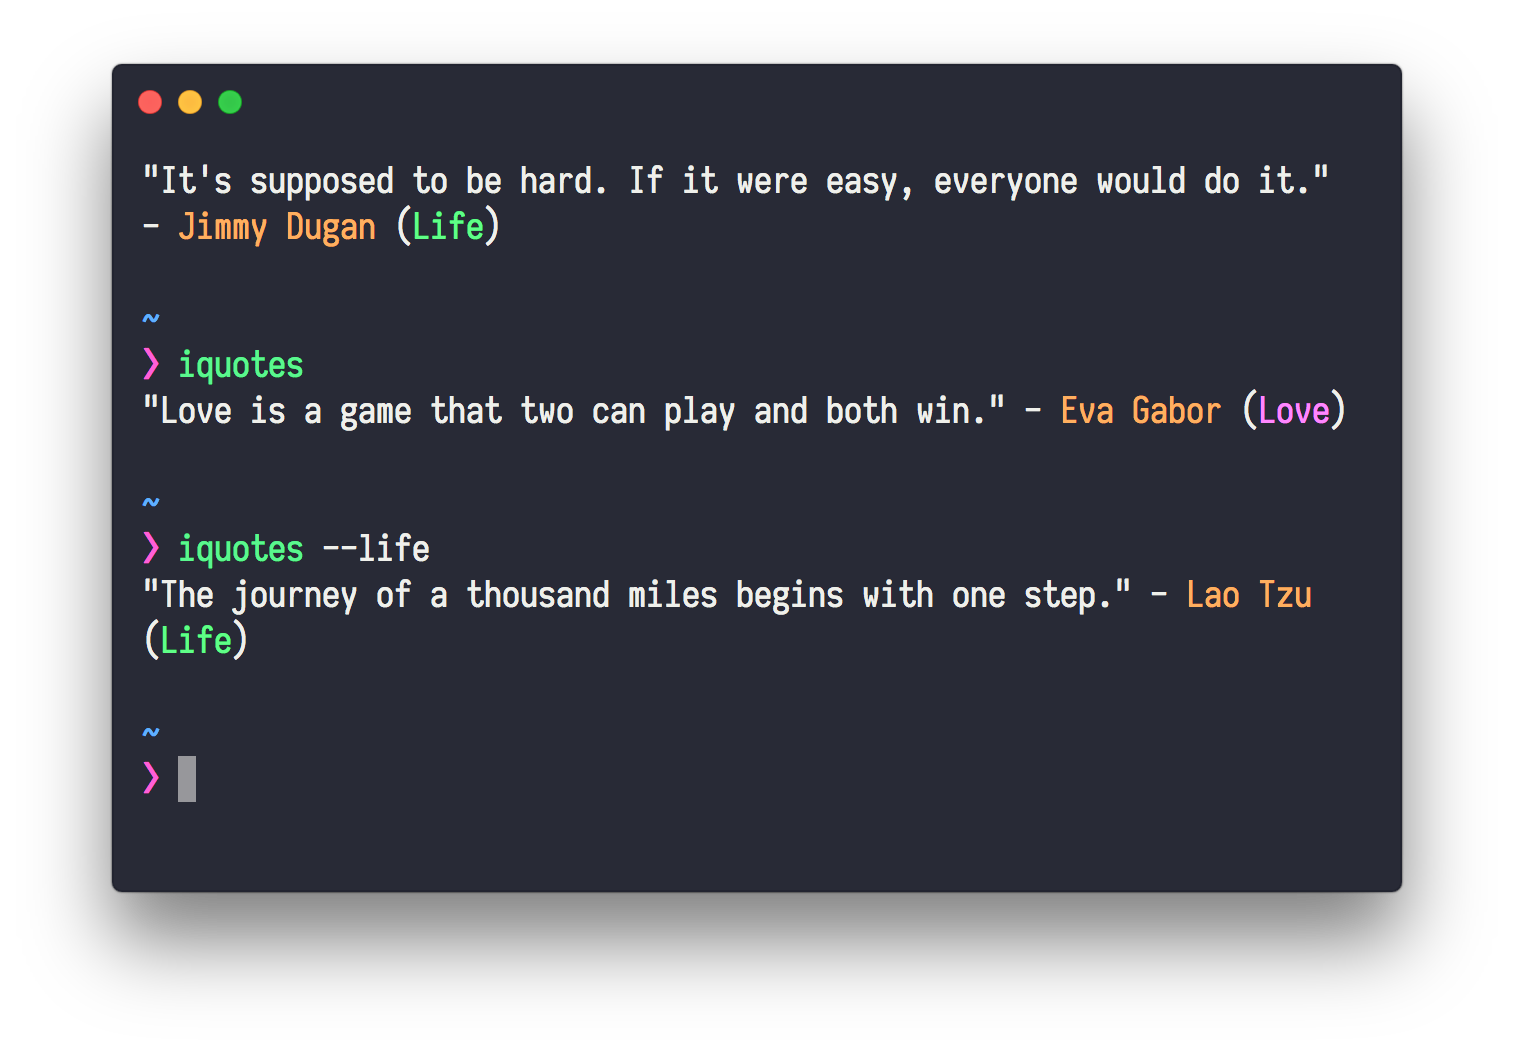 "It's supposed to be hard. If it were easy, everyone would do it."
- Jimmy Dugan (Life)
~
❯ iquotes
"Love is a game that two can play and both win." - Eva Gabor (Love)
~
❯ iquotes --life
"The journey of a thousand miles begins with one step." - Lao Tzu
(Life)
~
❯